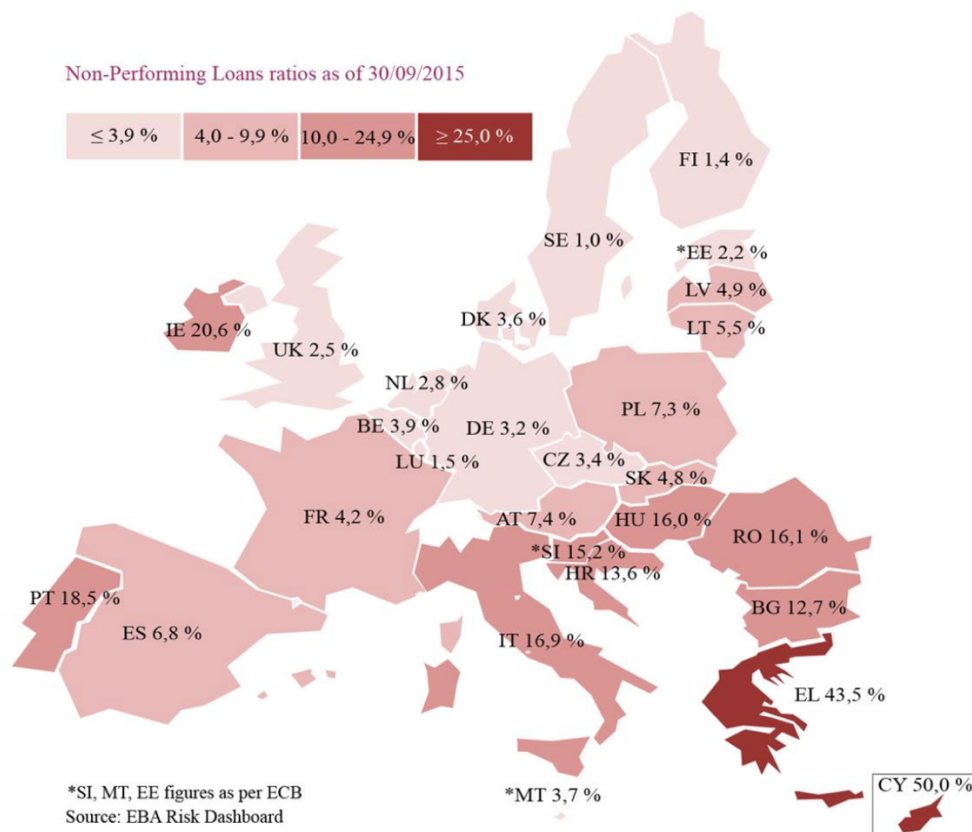 Non-Performing Loans ratios as of 30/09/2015
≤ 3,9 %
4,0 - 9,9 %
10,0 - 24,9 %
≥ 25,0 %
FI 1,4 %
SE 1,0 %
*EE 2,2 %
LV 4,9 %
DK 3,6 %
LT 5,5 %
IE 20,6 %
UK 2,5 %
NL 2,8 %
PL 7,3 %
BE 3,9 %
DE 3,2 %
LU 1,5 %
CZ 3,4 %
SK 4,8 %
FR 4,2 %
AT 7,4 %
HU 16,0 %
RO 16,1 %
*SI 15,2 %
HR 13,6 %
PT 18,5 %
BG 12,7 %
ES 6,8 %
IT 16,9 %
EL 43,5 %
CY 50,0 %
*MT 3,7 %
*SI, MT, EE figures as per ECB
Source: EBA Risk Dashboard